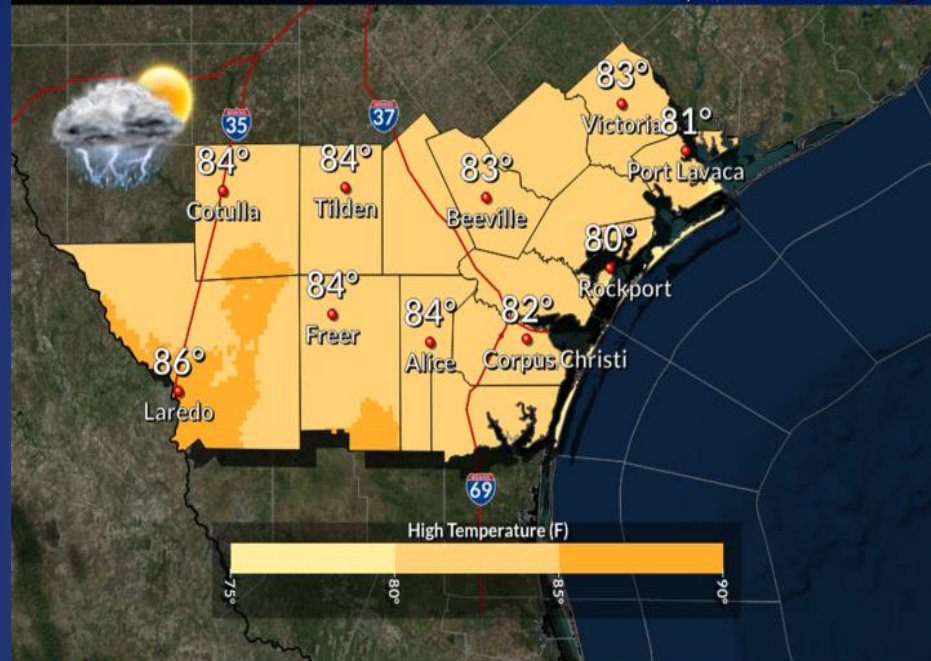 83°
Victoria
81°
Port Lavaca
35
37
84°
Cotulla
84°
Tilden
83°
Beeville
80°
Rockport
84°
Freer
84°
Alice
82°
Corpus Christi
86°
Laredo
69
High Temperature (F)
75°
80°
85°
90°